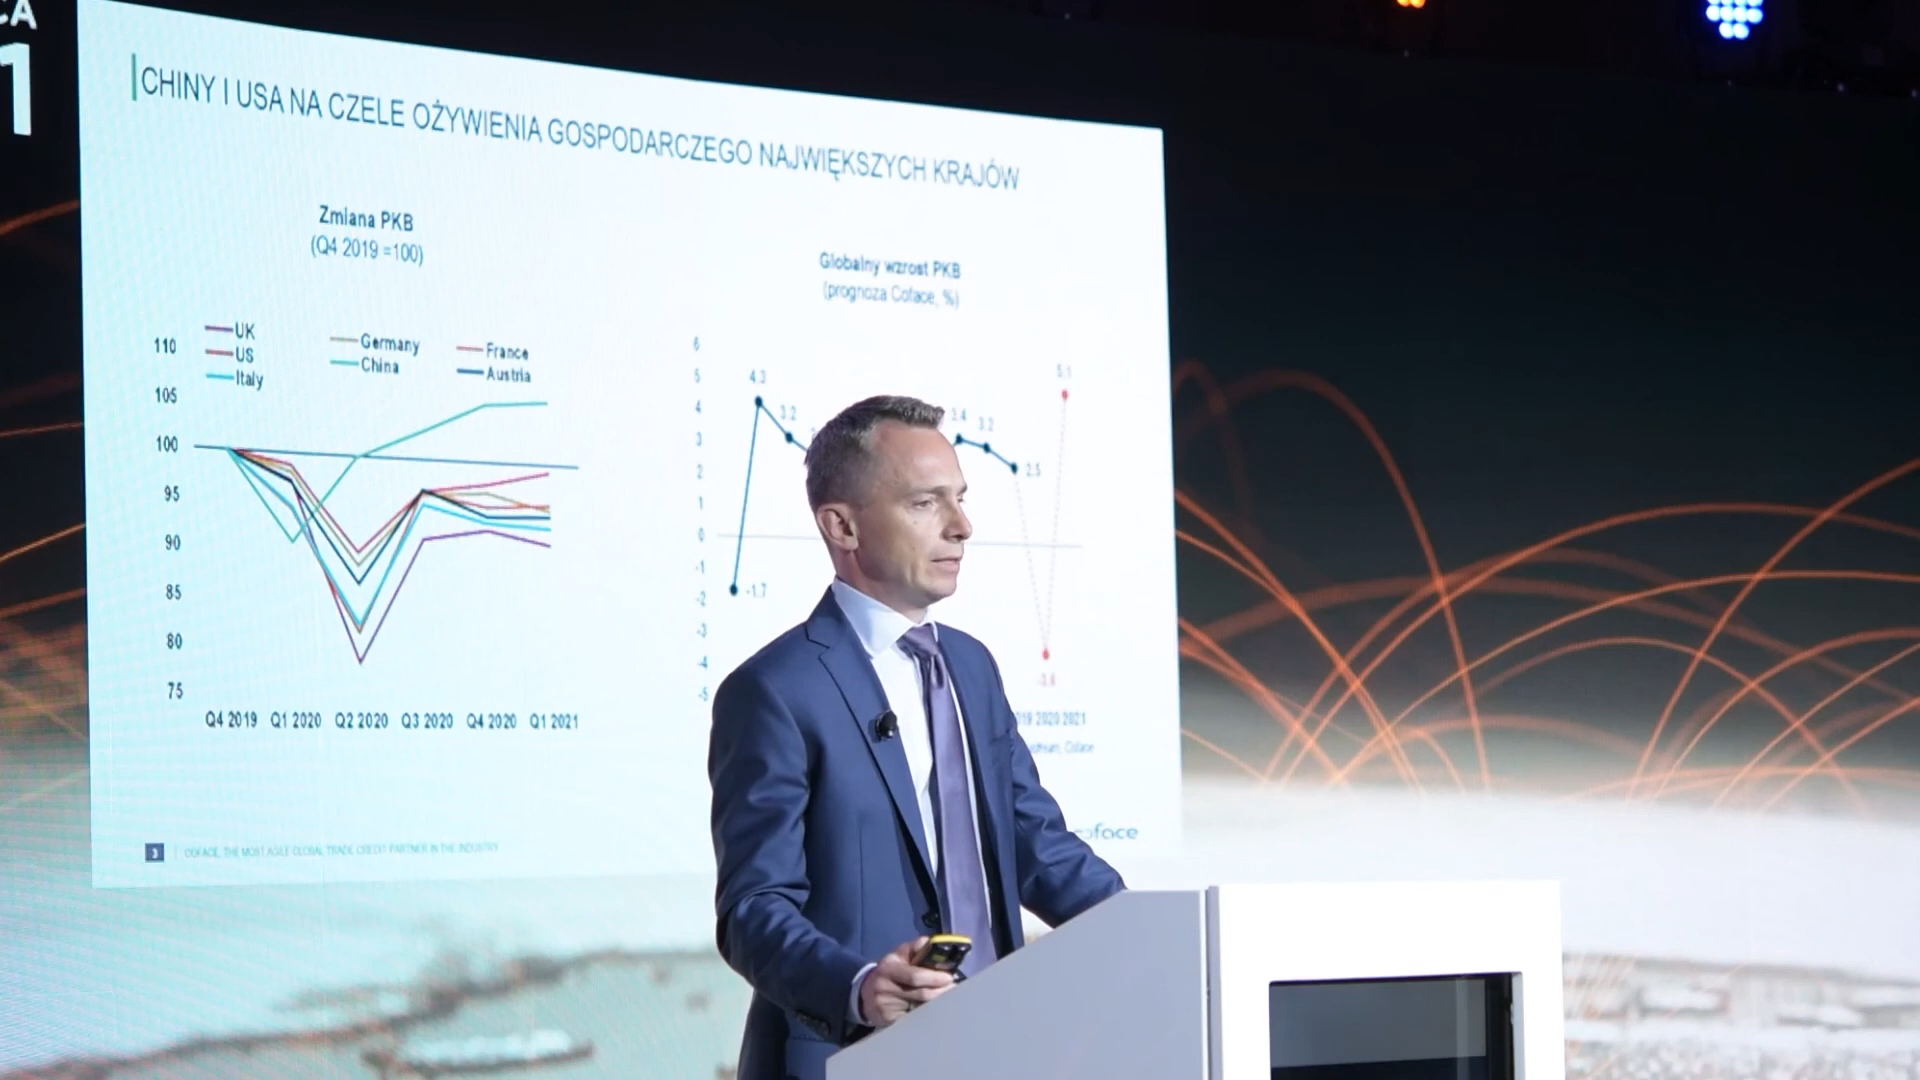 CA
1
CHINY I USA NA CZELE OŻYWIENIA GOSPODARCZEGO NAJWIĘKSZYCH KRAJÓW
Zmiana PKB
(Q4 2019 =100)
UK
US
Italy
Germany
China
France
Austria
110
105
100
95
90
85
80
75
Q4 2019 Q1 2020 Q2 2020 Q3 2020 Q4 2020 Q1 2021
Globalny wzrost PKB
(prognoza Coface, %)
6
5
4
3
2
1
0
-1
-2
-3
-4
-5
-1.7
4.3
3.2
3.4
3.2
2.5
5.1
2020 2021
Coface
3
COFACE, THE MOST AGILE GLOBAL TRADE CREDIT PARTNER IN THE INDUSTRY
coface